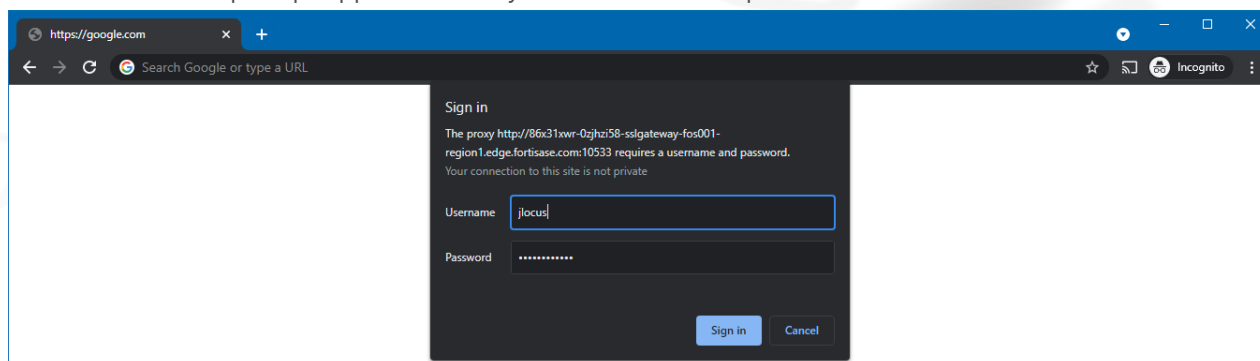 https://google.com
Search Google or type a URL
Incognito
Sign in
The proxy http://86x31xwr-0zjhzi58-sslgateway-fos001-
region1.edge.fortisase.com:10533 requires a username and password.
Your connection to this site is not private
Username jlocus
Password ••••••••••••
Sign in Cancel